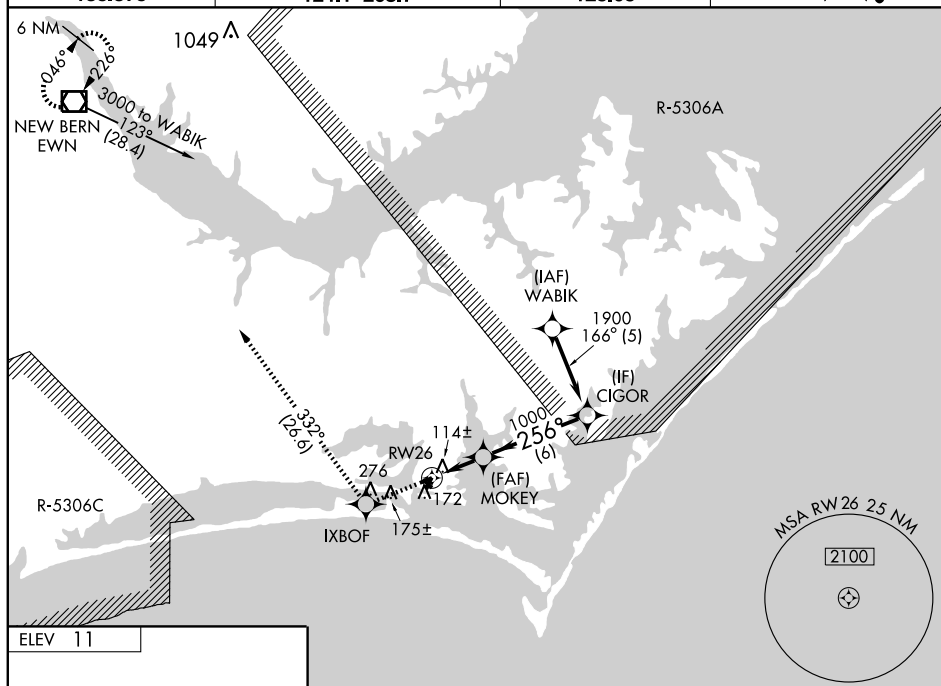 6 NM
046°
226°
NEW BERN
EWN
3000 to WABIK
123°
(28.4)
1049
R-5306A
(IAF)
WABIK
1900
166° (5)
(IF)
CIGOR
1000
256°
(6)
332°
(26.6)
RW26
114±
276
172
(FAF)
MOKEY
R-5306C
IXBOF
175±
MSA RW26 25 NM
2100
ELEV 11